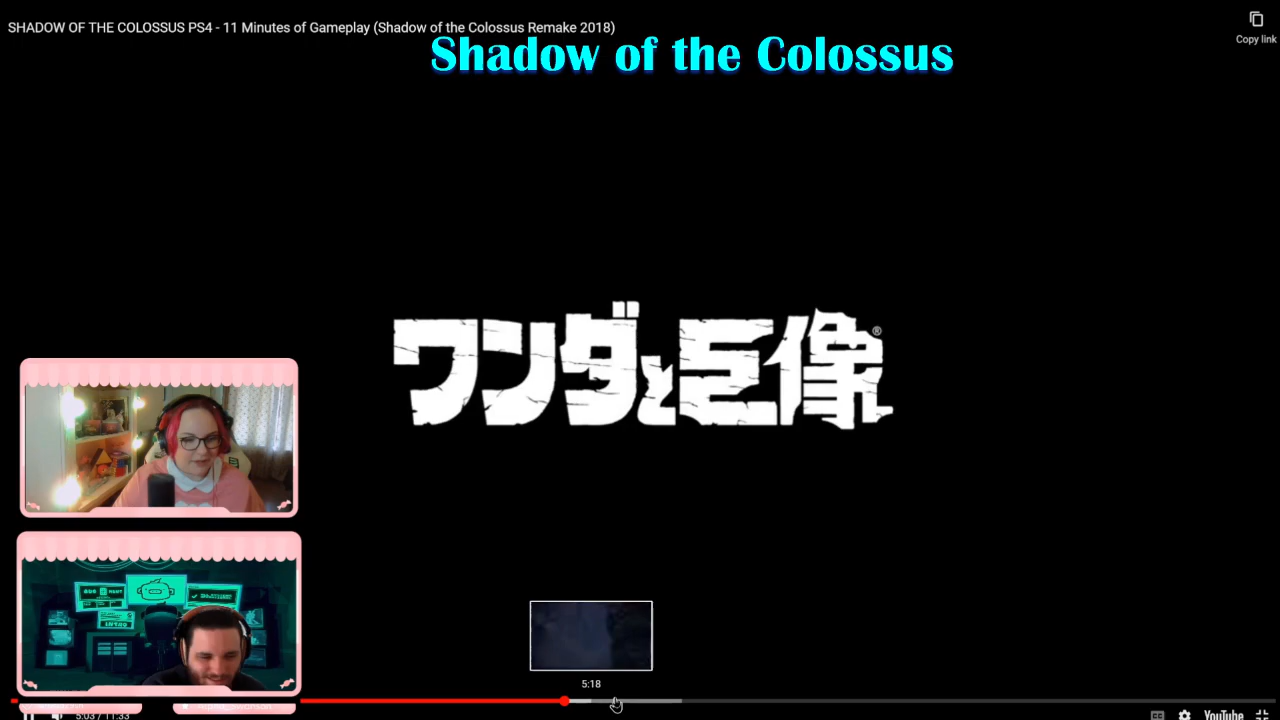 SHADOW OF THE COLOSSUS PS4 - 11 Minutes of Gameplay (Shadow of the Colossus Remake 2018)
Copy link
Shadow of the Colossus
ワンダと巨像®
5:18
5:03 / 11:33
YouTube